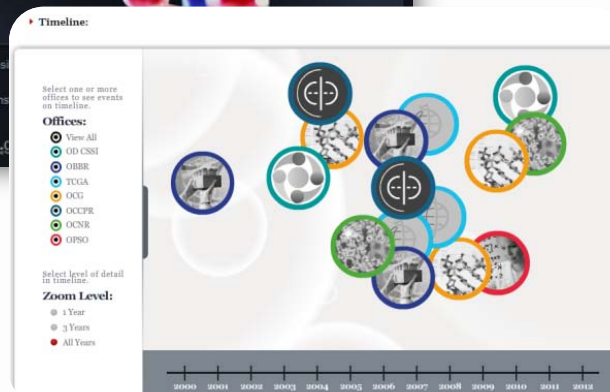 Timeline:
Select one or more
offices to see events
on timeline.
Offices:
View All
OD CSSI
OBBR
TCGA
OCG
OCCPR
OCNR
OPSO
Select level of detail
in timeline.
Zoom Level:
1 Year
3 Years
All Years
2000 2001 2002 2003 2004 2005 2006 2007 2008 2009 2010 2011 2012